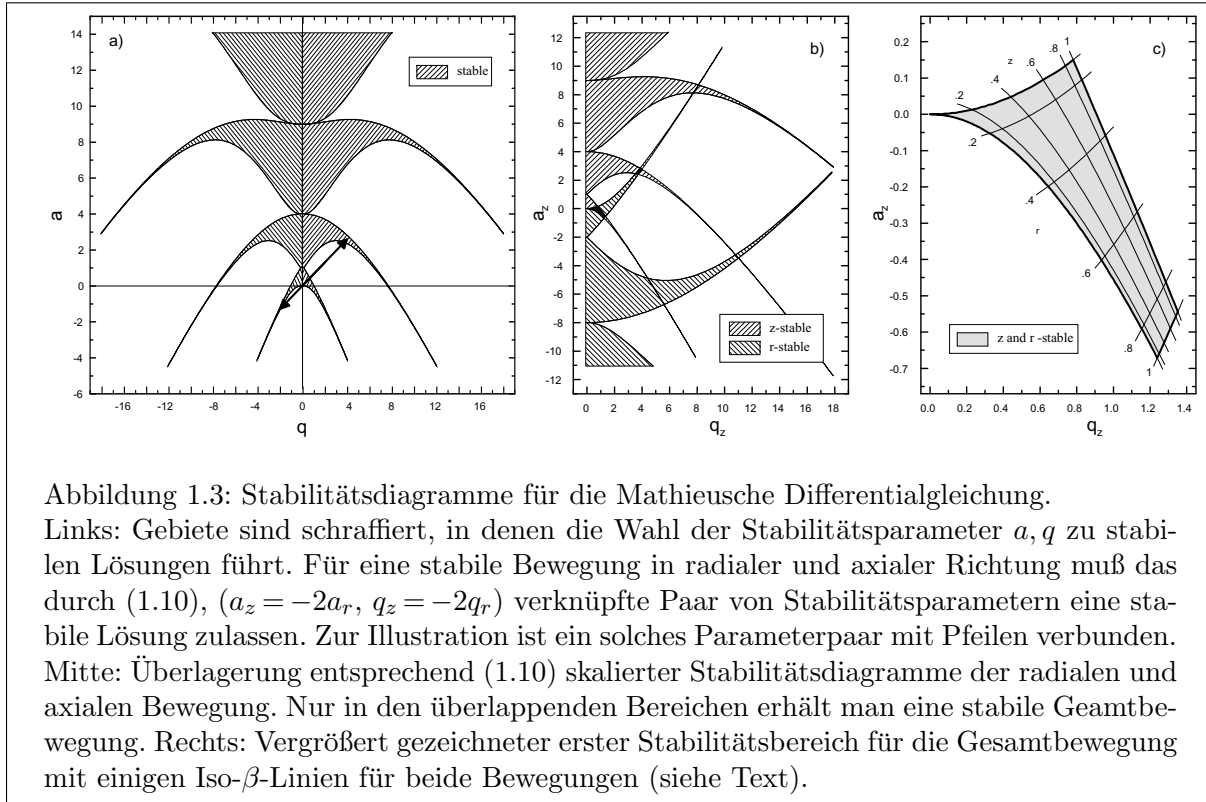 a)
stable
14
12
10
8
6
4
2
0
-2
-4
-6
a
-16 -12 -8 -4 0 4 8 12 16
q
b)
12
10
8
6
4
2
0
-2
-4
-6
-8
-10
-12
a_z
z-stable
r-stable
0 2 4 6 8 10 12 14 16 18
q_z
c)
0.2
0.1
0.0
-0.1
-0.2
-0.3
-0.4
-0.5
-0.6
-0.7
a_z
z
.2 .4 .6 .8 1
r
.2 .4 .6 .8 1
z and r -stable
0.0 0.2 0.4 0.6 0.8 1.0 1.2 1.4
q_z
Abbildung 1.3: Stabilitätsdiagramme für die Mathieusche Differentialgleichung.
Links: Gebiete sind schraffiert, in denen die Wahl der Stabilitätsparameter a, q zu stabi-
len Lösungen führt. Für eine stabile Bewegung in radialer und axialer Richtung muß das
durch (1.10), (a_z = −2a_r, q_z = −2q_r) verknüpfte Paar von Stabilitätsparametern eine sta-
bile Lösung zulassen. Zur Illustration ist ein solches Parameterpaar mit Pfeilen verbunden.
Mitte: Überlagerung entsprechend (1.10) skalierter Stabilitätsdiagramme der radialen und
axialen Bewegung. Nur in den überlappenden Bereichen erhält man eine stabile Geamtbe-
wegung. Rechts: Vergrößert gezeichneter erster Stabilitätsbereich für die Gesamtbewegung
mit einigen Iso-β-Linien für beide Bewegungen (siehe Text).